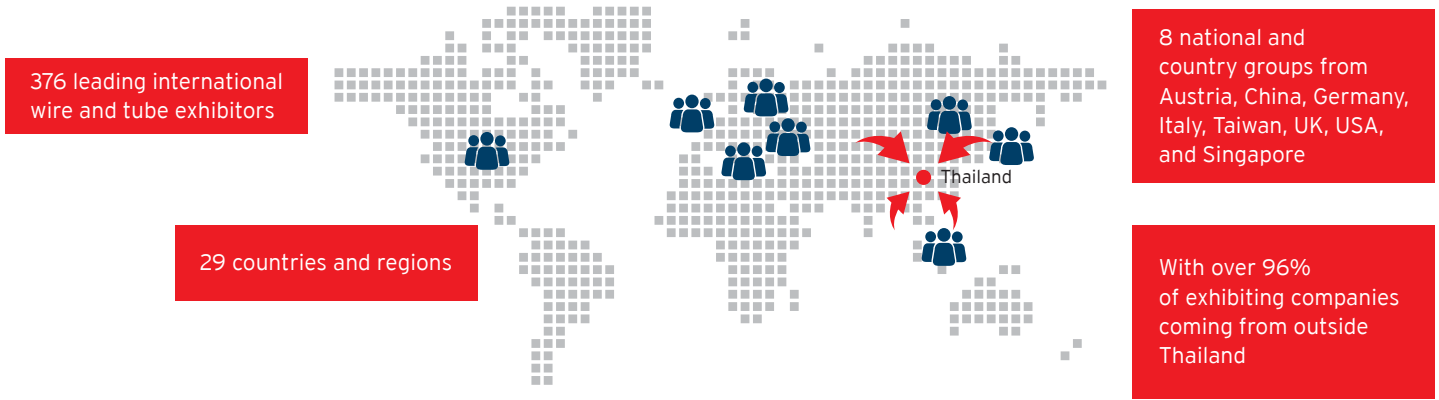 376 leading international
wire and tube exhibitors
29 countries and regions
Thailand
8 national and
country groups from
Austria, China, Germany,
Italy, Taiwan, UK, USA,
and Singapore
With over 96%
of exhibiting companies
coming from outside
Thailand